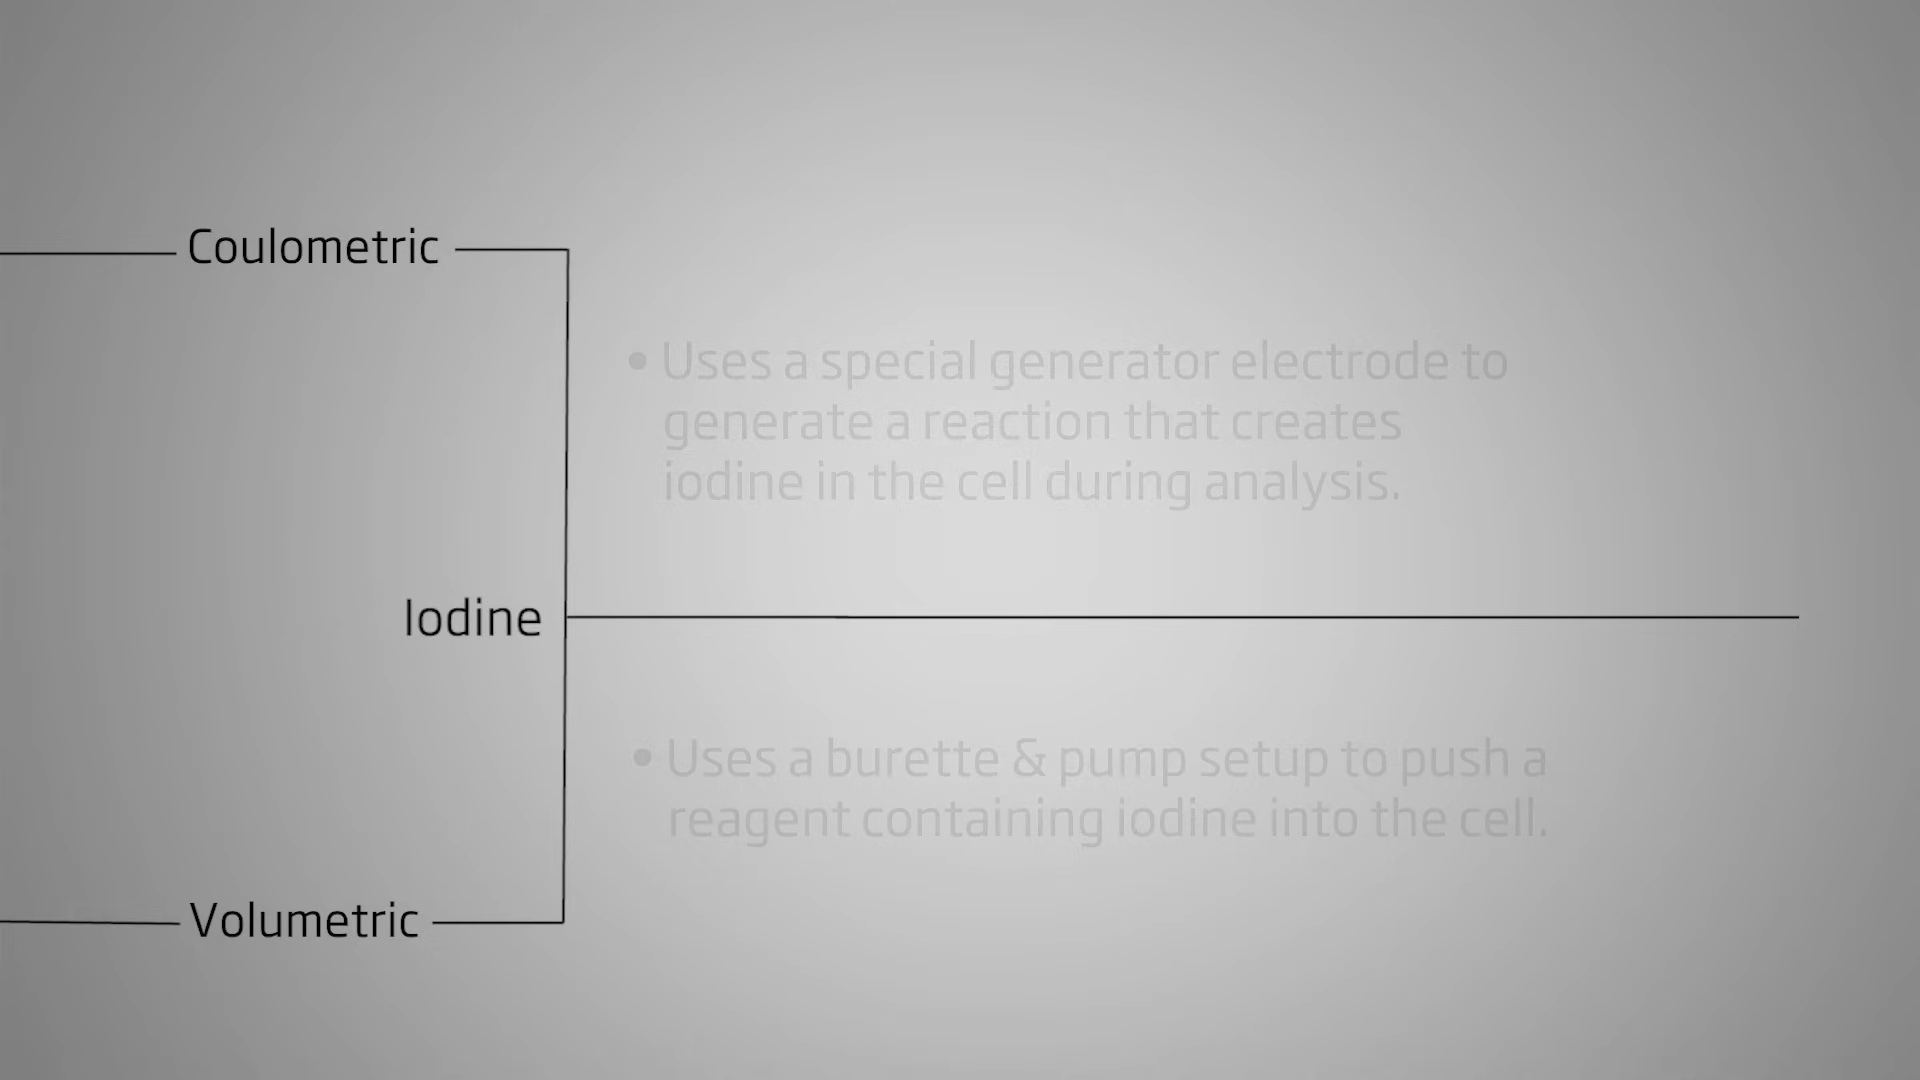 Coulometric
• Uses a special generator electrode to
generate a reaction that creates
iodine in the cell during analysis.
Iodine
• Uses a burette & pump setup to push a
reagent containing iodine into the cell.
Volumetric